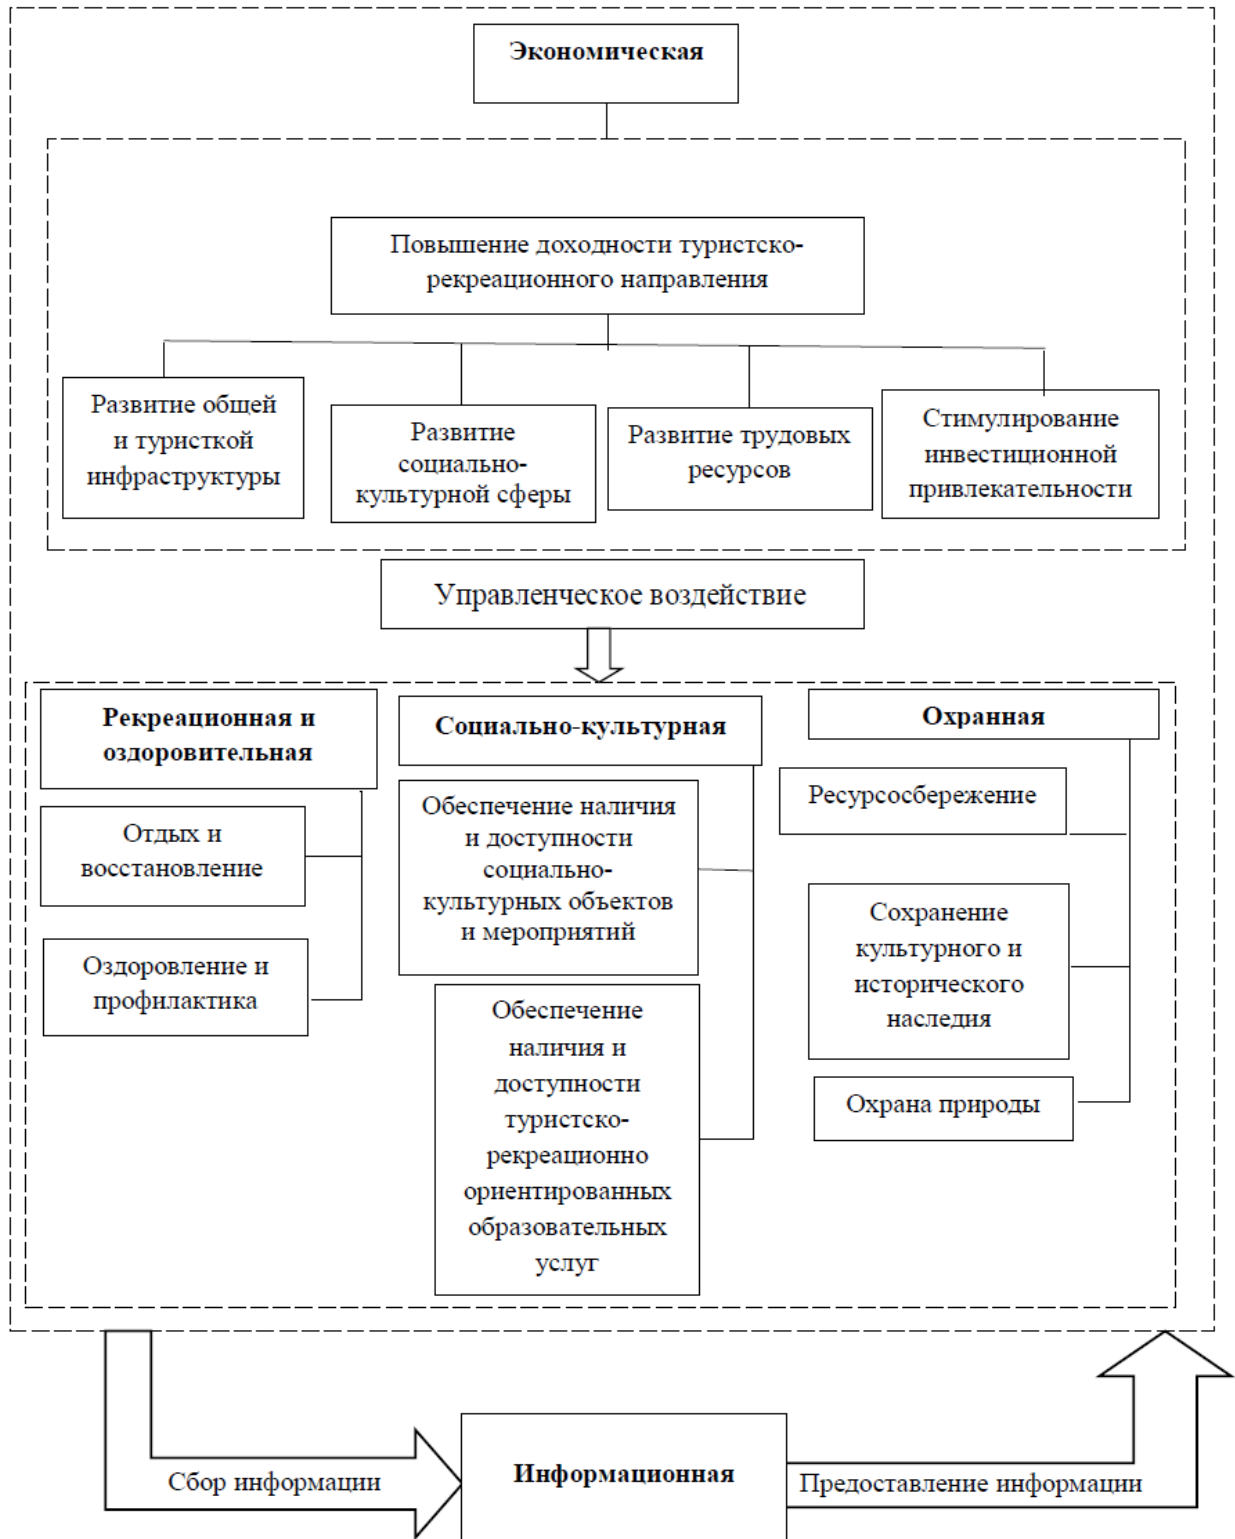 Экономическая
Повышение доходности туристско-
рекреационного направления
Развитие общей
и туристкой
инфраструктуры
Развитие
социально-
культурной сферы
Развитие трудовых
ресурсов
Стимулирование
инвестиционной
привлекательности
Управленческое воздействие
Рекреационная и
оздоровительная
Отдых и
восстановление
Оздоровление и
профилактика
Социально-культурная
Обеспечение наличия
и доступности
социально-
культурных объектов
и мероприятий
Обеспечение
наличия и
доступности
туристско-
рекреационно
ориентированных
образовательных
услуг
Охранная
Ресурсосбережение
Сохранение
культурного и
исторического
наследия
Охрана природы
Сбор информации
Информационная
Предоставление информации